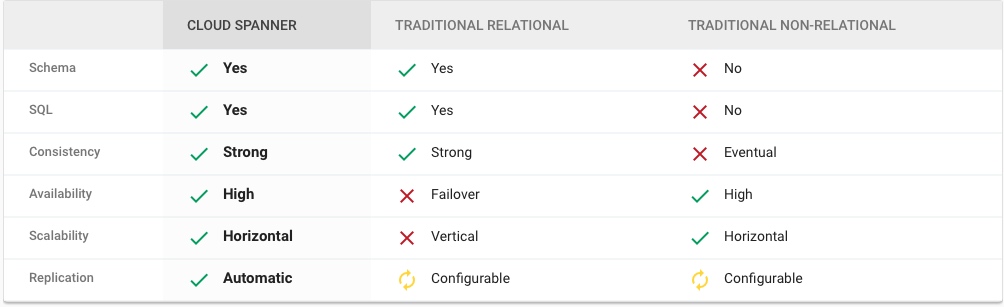 CLOUD SPANNER TRADITIONAL RELATIONAL TRADITIONAL NON-RELATIONAL
Schema Yes Yes No
SQL Yes Yes No
Consistency Strong Strong Eventual
Availability High Failover High
Scalability Horizontal Vertical Horizontal
Replication Automatic Configurable Configurable